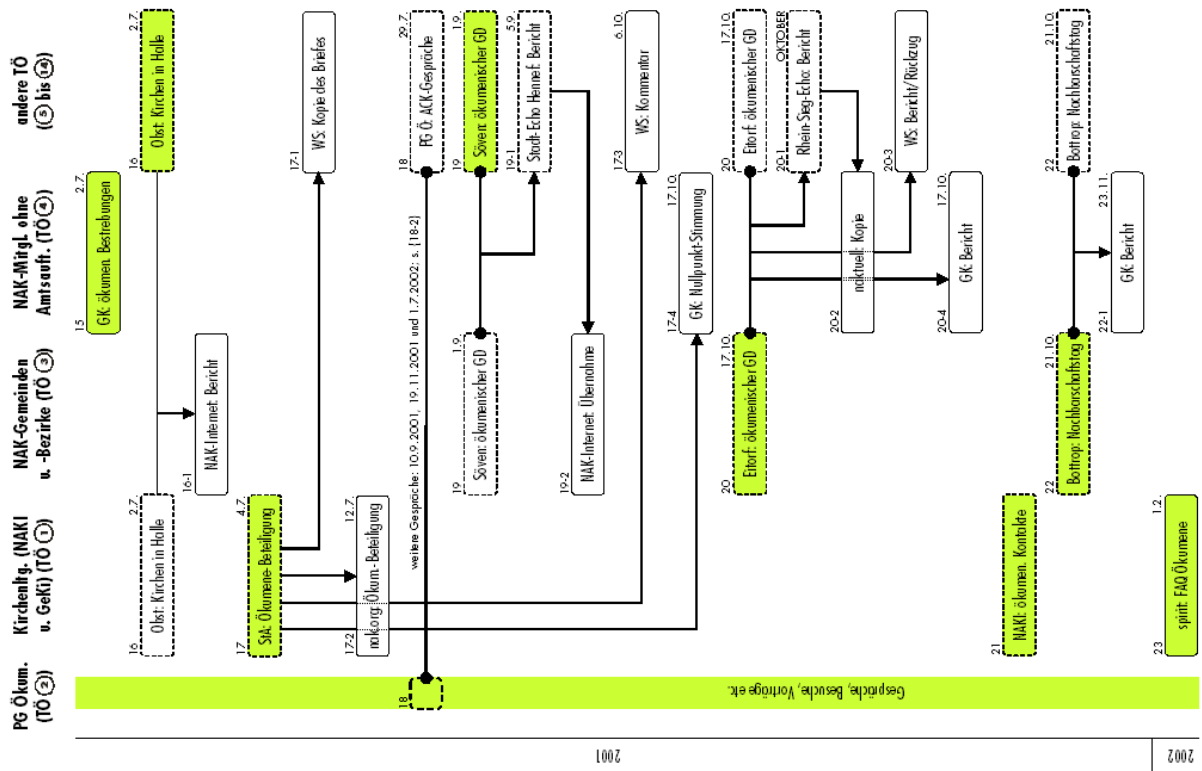 PG Ökum.
(TÖ ②)
Kirchenltg. (NAKI
u. GeKi) (TÖ ①)
NAK-Gemeinden
u. -Bezirke (TÖ ③)
NAK-Mitgl. ohne
Amtsauft. (TÖ ④)
andere TÖ
(⑤ bis ⑭)
2001
2002
Gespräche, Besuche, Vorträge etc.
15
2.7.
GK: ökumen. Bestrebungen
16
2.7.
Obst: Kirchen in Halle
16
2.7.
Obst: Kirchen in Halle
16-1
NAK-Internet: Bericht
17
4.7.
StA: Ökumene-Beteiligung
17-1
WS: Kopie des Briefes
17-2
12.7.
nak.org: Ökum.-Beteiligung
18
weitere Gespräche: 10.9.2001, 19.11.2001 und 1.7.2002; s. [18-2]
18
29.7.
PG Ö: ACK-Gespräche
19
1.9.
Söven: ökumenischer GD
19
1.9.
Söven: ökumenischer GD
19-1
5.9.
Stadt-Echo Hennef: Bericht
19-2
NAK-Internet: Übernahme
17-3
6.10.
WS: Kommentar
17-4
17.10.
GK: Nullpunkt-Stimmung
20
17.10.
Eitorf: ökumenischer GD
20
17.10.
Eitorf: ökumenischer GD
20-1
OKTOBER
Rhein-Sieg-Echo: Bericht
20-2
naktuell: Kopie
20-3
WS: Bericht/Rückzug
20-4
17.10.
GK: Bericht
21
NAKI: ökumen. Kontakte
22
21.10.
Bottrop: Nachbarschaftstag
22
21.10.
Bottrop: Nachbarschaftstag
22-1
23.11.
GK: Bericht
23
1.2.
spirit: FAQ Ökumene